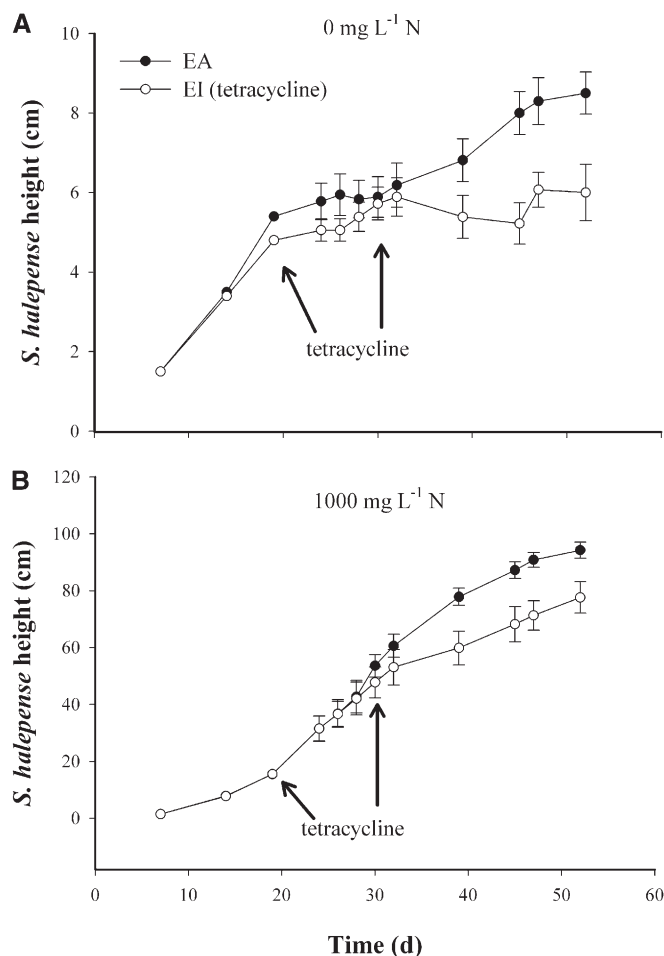 A
0 mg L⁻¹ N
EA
EI (tetracycline)
10
8
6
4
2
0
S. halepense height (cm)
tetracycline
B
1000 mg L⁻¹ N
120
100
80
60
40
20
0
S. halepense height (cm)
tetracycline
0 10 20 30 40 50 60
Time (d)